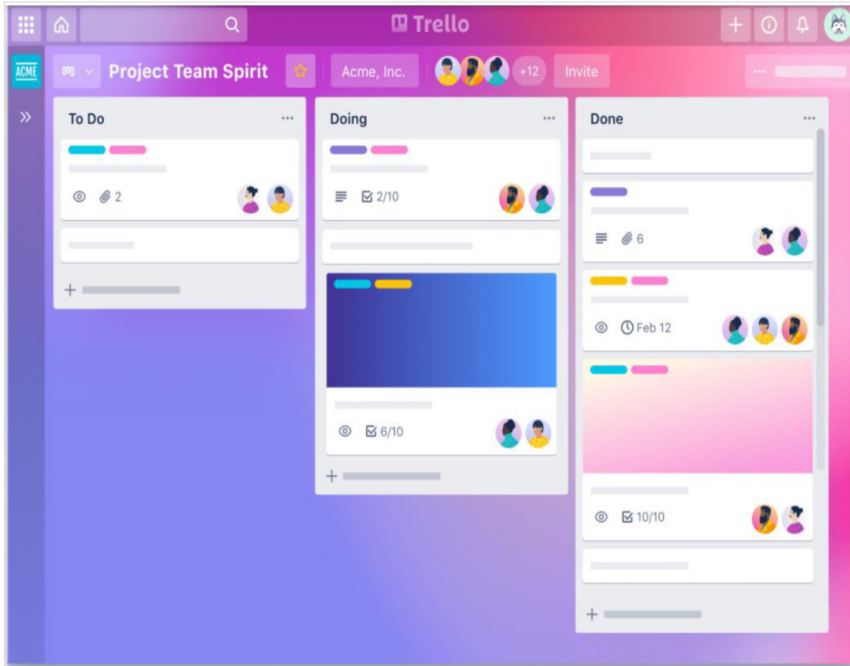 Trello
ACME
Project Team Spirit
Acme, Inc.
+12
Invite
To Do
2
Doing
2/10
6/10
Done
6
Feb 12
10/10